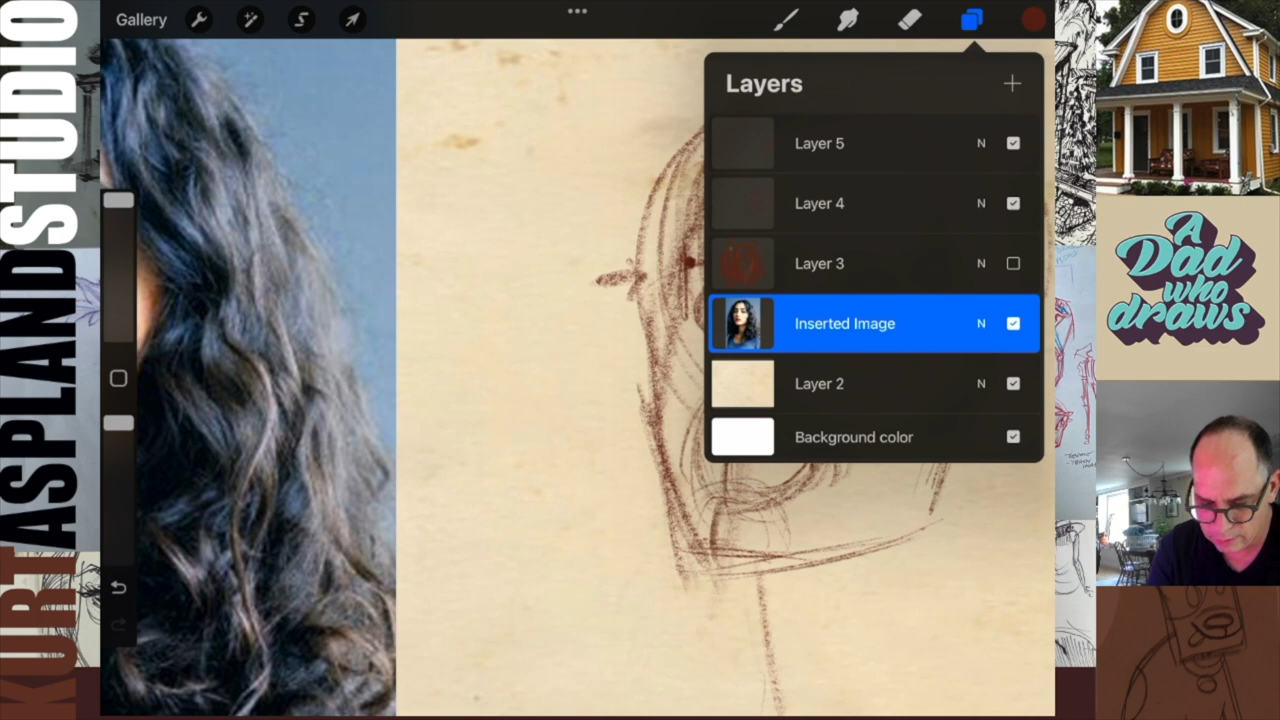 KURT ASPLAND STUDIO
Gallery
Layers
Layer 5 N
Layer 4 N
Layer 3 N
Inserted Image N
Layer 2 N
Background color
A
Dad
who
draws